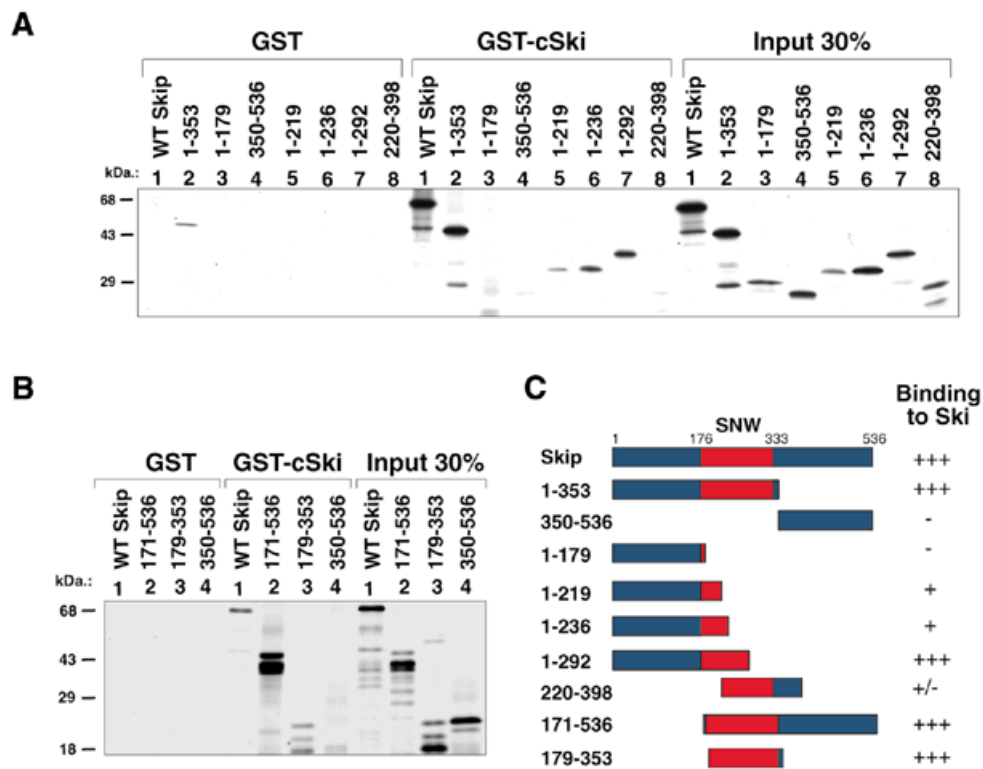 A
GST GST-cSki Input 30%
WT Skip 1-353 1-179 350-536 1-219 1-236 1-292 220-398 WT Skip 1-353 1-179 350-536 1-219 1-236 1-292 220-398 WT Skip 1-353 1-179 350-536 1-219 1-236 1-292 220-398
kDa.: 1 2 3 4 5 6 7 8 1 2 3 4 5 6 7 8 1 2 3 4 5 6 7 8
68
43
29
B
GST GST-cSki Input 30%
WT Skip 171-536 179-353 350-536 WT Skip 171-536 179-353 350-536 WT Skip 171-536 179-353 350-536
kDa.: 1 2 3 4 1 2 3 4 1 2 3 4
68
43
29
18
C
Binding
to Ski
SNW
1 176 333 536
Skip +++
1-353 +++
350-536 -
1-179 -
1-219 +
1-236 +
1-292 +++
220-398 +/-
171-536 +++
179-353 +++